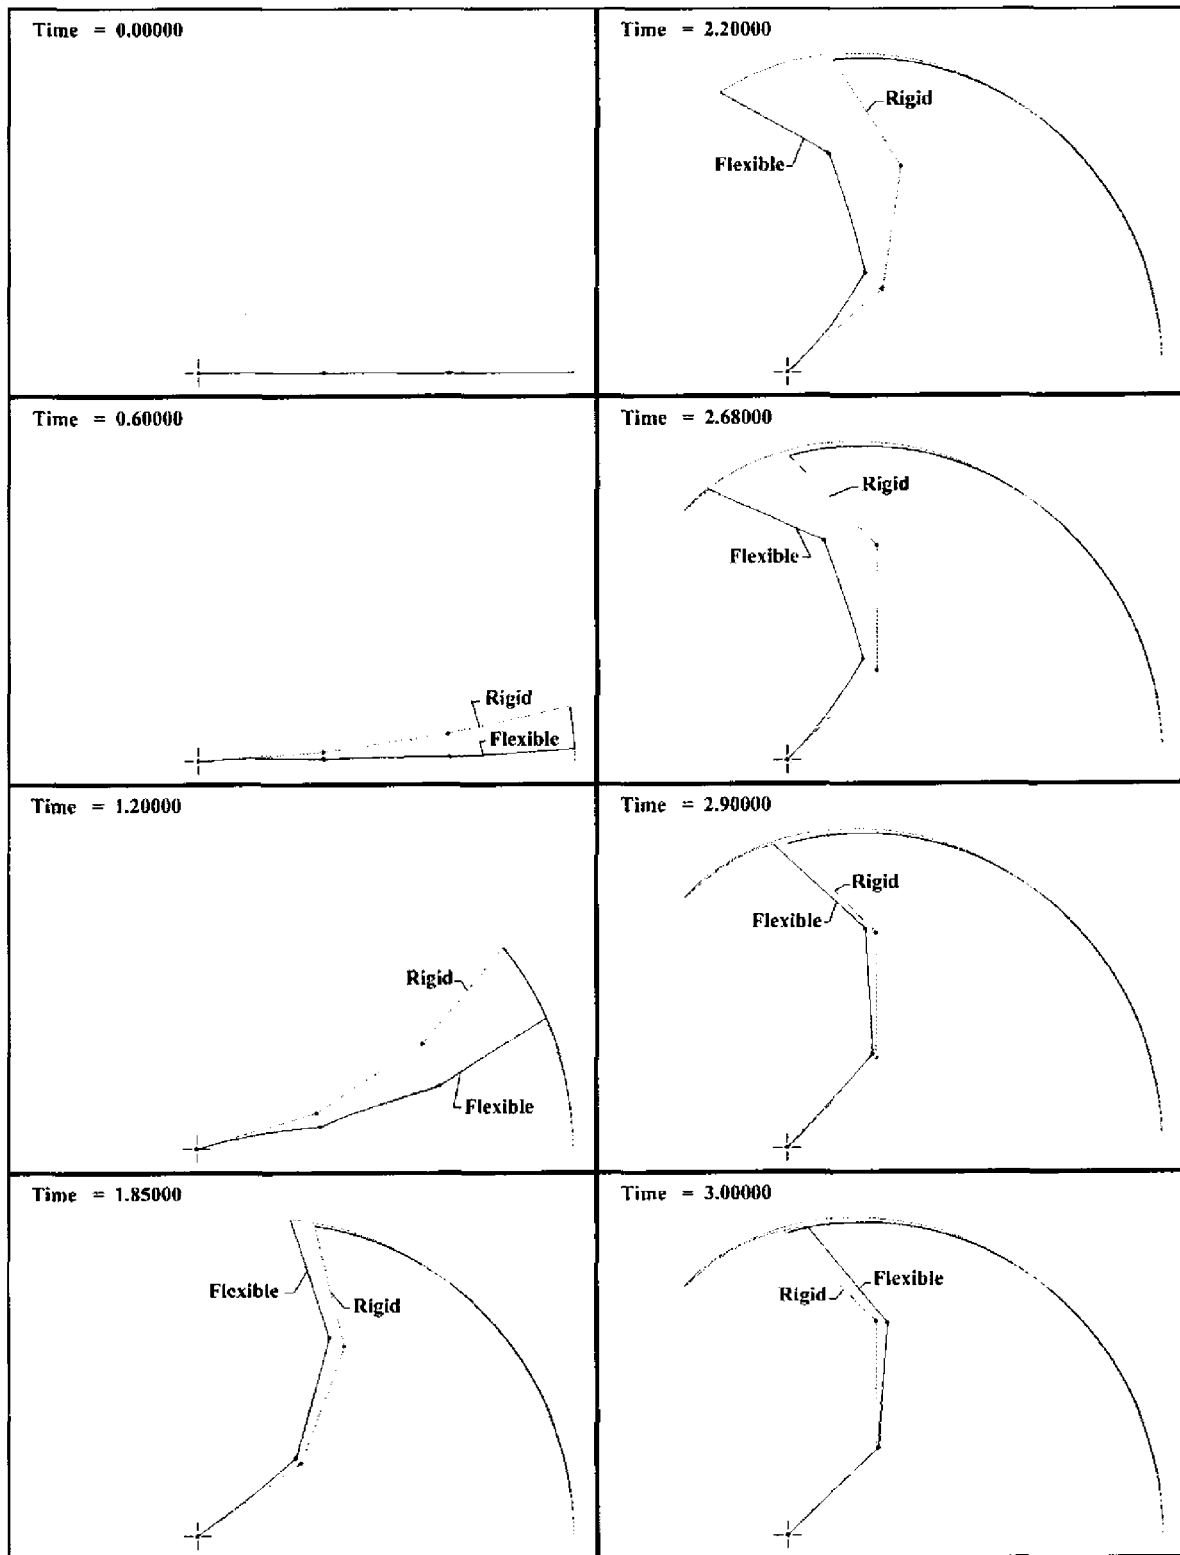 Time = 0.00000
Time = 0.60000
Rigid
Flexible
Time = 1.20000
Rigid
Flexible
Time = 1.85000
Flexible
Rigid
Time = 2.20000
Rigid
Flexible
Time = 2.68000
Rigid
Flexible
Time = 2.90000
Rigid
Flexible
Time = 3.00000
Flexible
Rigid